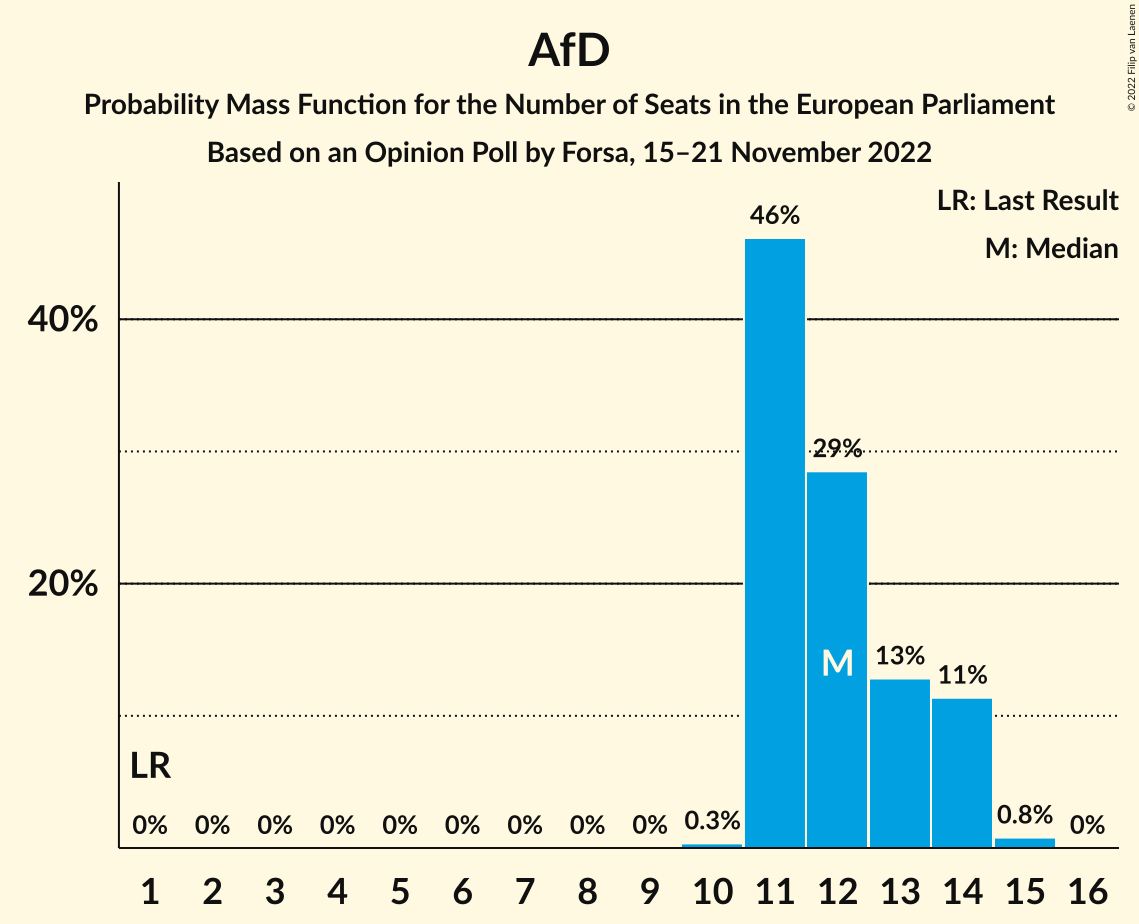 AfD
Probability Mass Function for the Number of Seats in the European Parliament
Based on an Opinion Poll by Forsa, 15–21 November 2022
© 2022 Filip van Laenen
LR: Last Result
M: Median
46%
40%
29%
20%
M
13%
11%
LR
0% 0% 0% 0% 0% 0% 0% 0% 0% 0.3% 0.8% 0%
1 2 3 4 5 6 7 8 9 10 11 12 13 14 15 16